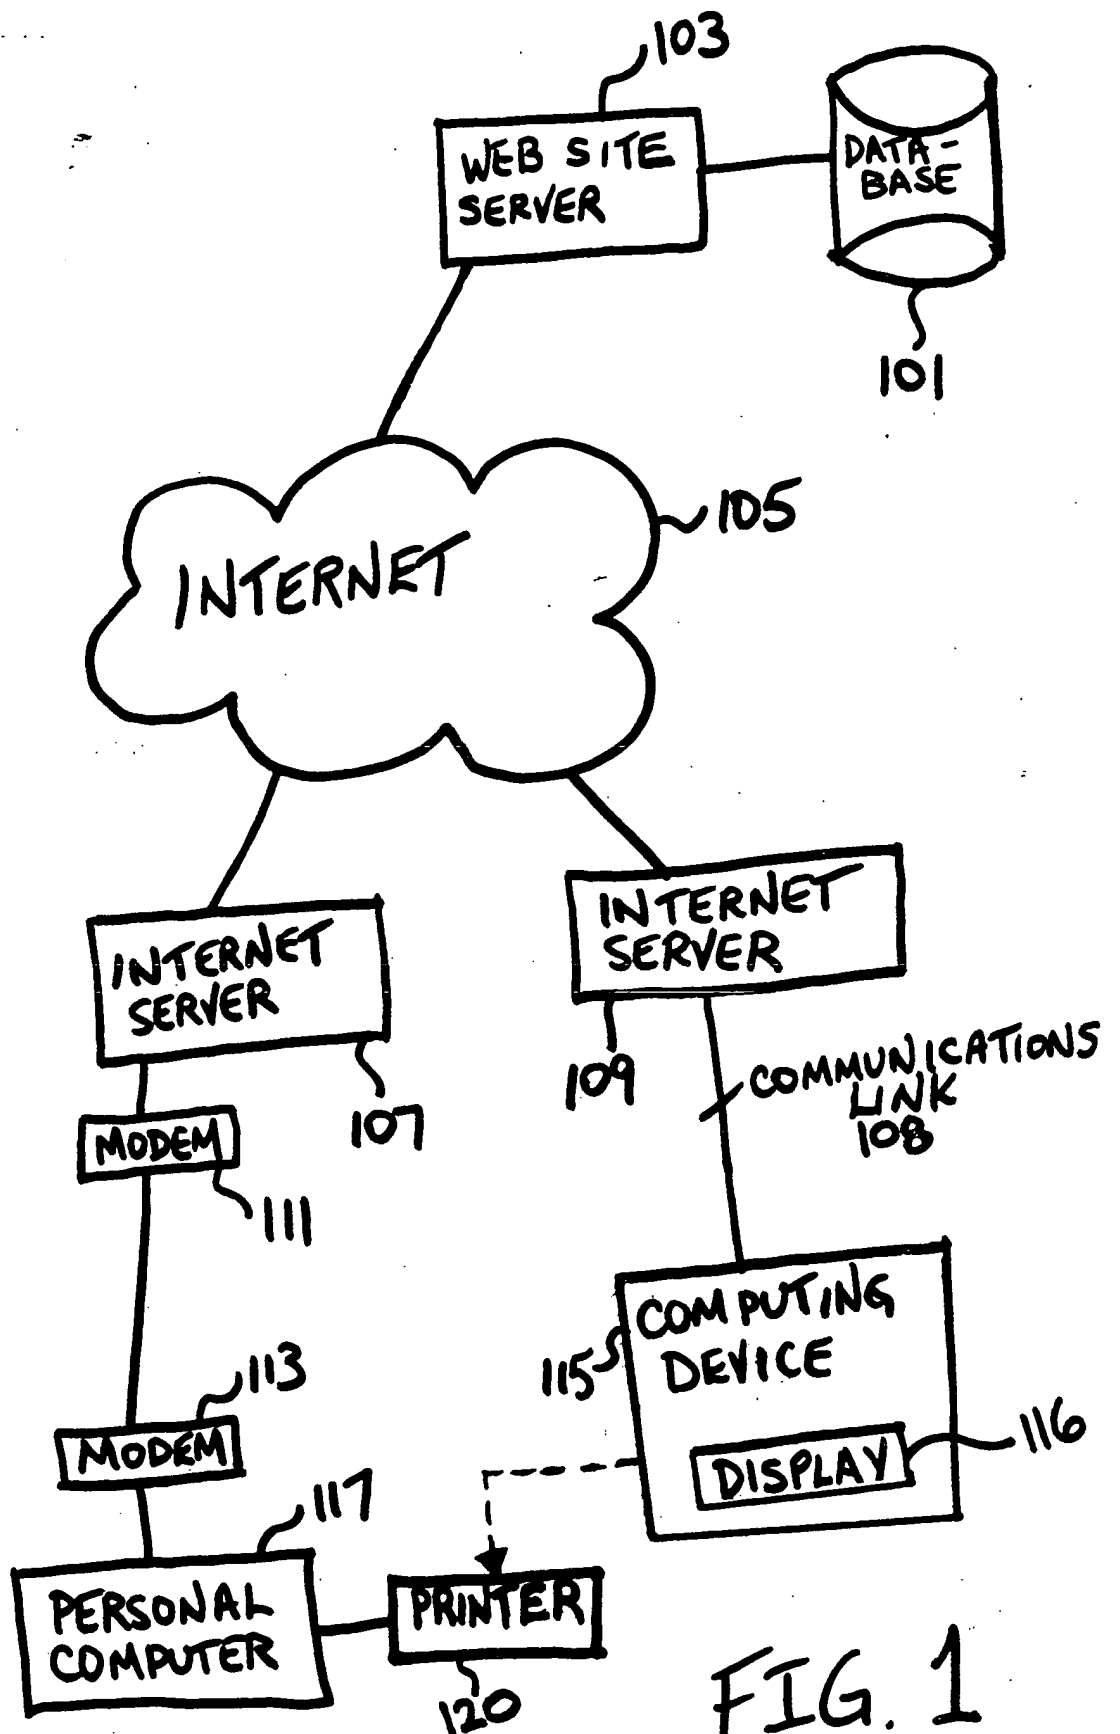 103
WEB SITE
SERVER
DATA-
BASE
101
105
INTERNET
INTERNET
SERVER
107
INTERNET
SERVER
109
COMMUNICATIONS
LINK
108
MODEM
111
113
MODEM
117
PERSONAL
COMPUTER
PRINTER
120
115
COMPUTING
DEVICE
DISPLAY
116
FIG. 1